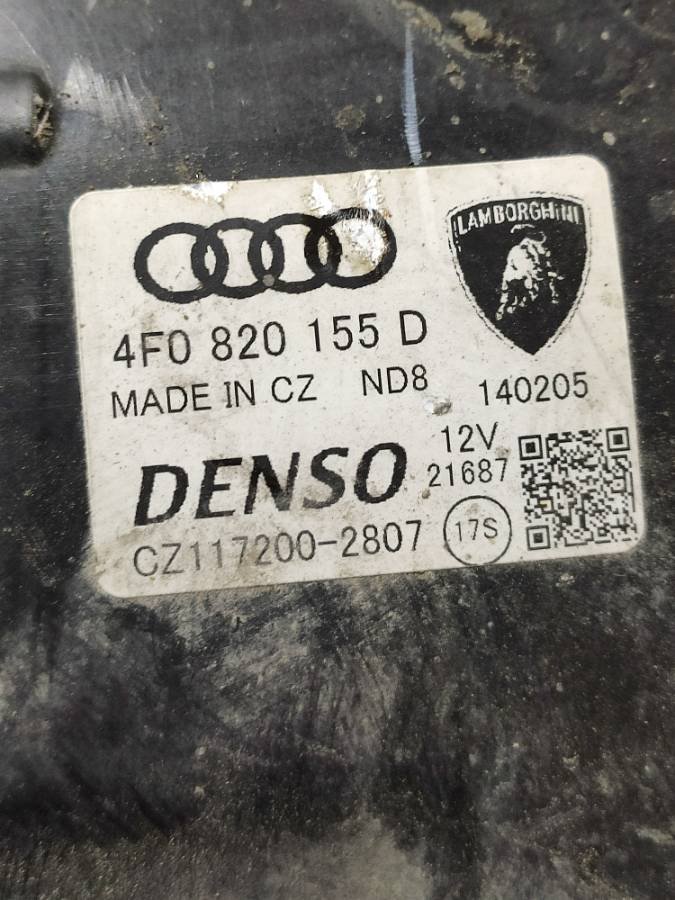 LAMBORGHINI
4F0 820 155 D
MADE IN CZ ND8 140205
DENSO
12V
21687
CZ117200-2807 17S